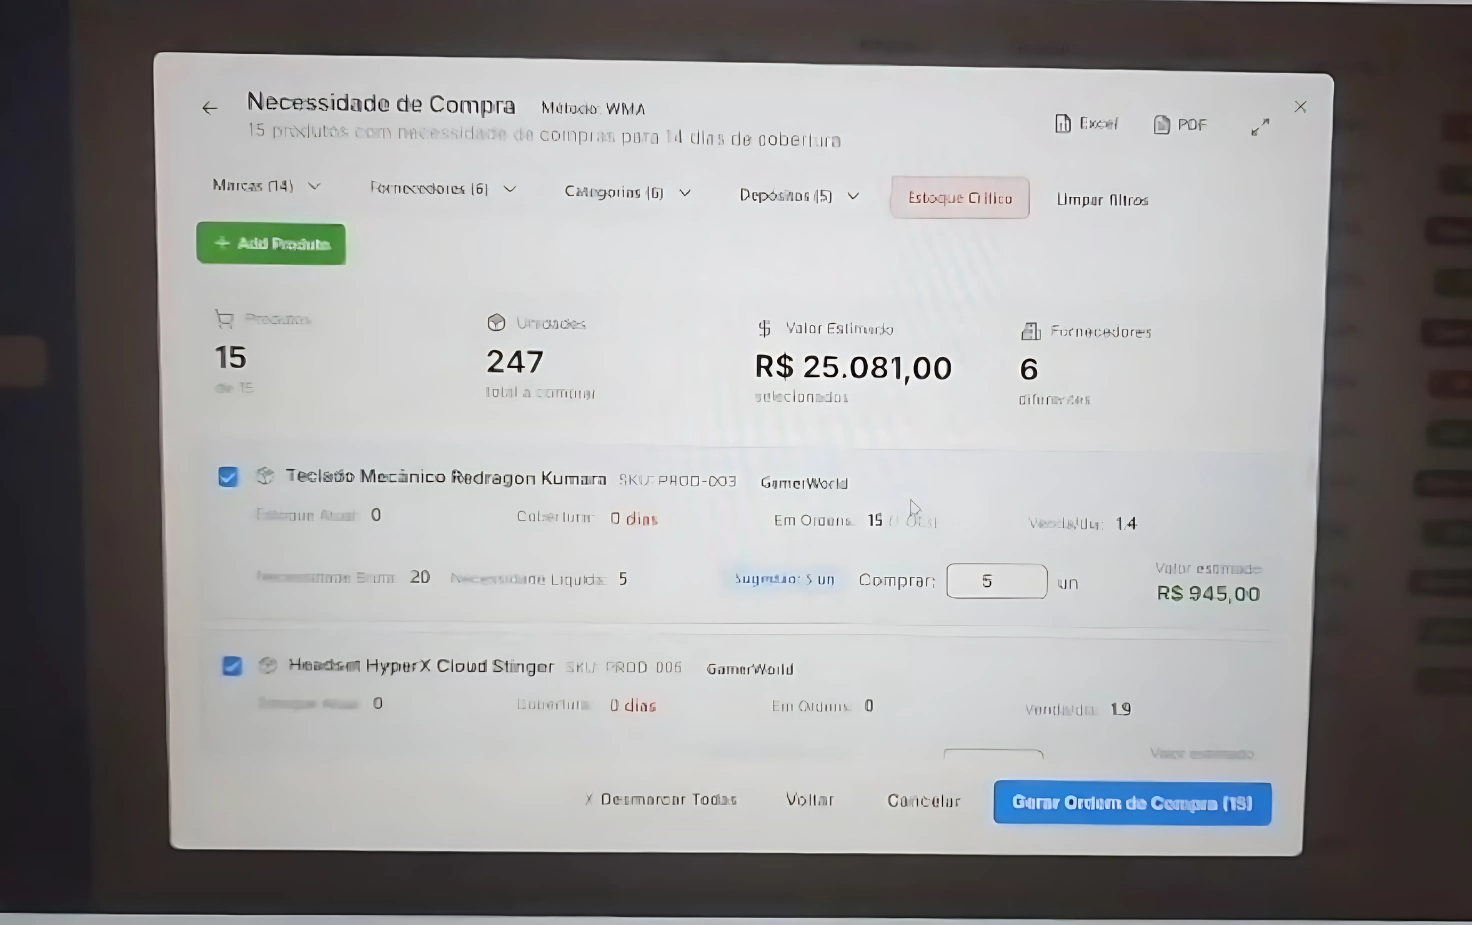 Necessidade de Compra Método: WMA
15 produtos com necessidade de compras para 14 dias de cobertura
Excel PDF
Marcas (14) Fornecedores (6) Categorias (6) Depósitos (5) Estoque Crítico Limpar filtros
+ Add Produto
Produtos Unidades Valor Estimado Fornecedores
15 247 R$ 25.081,00 6
de 15 total a comprar selecionados diferentes
Teclado Mecânico Redragon Kumara SKU: PROD-003 GamerWorld
Estoque Atual: 0 Cobertura: 0 dias Em Ordens: 15 Venda/dia: 1.4
Necessidade Bruta: 20 Necessidade Líquida: 5 Sugestão: 5 un Comprar: 5 un Valor estimado
R$ 945,00
Headset HyperX Cloud Stinger SKU: PROD-006 GamerWorld
Estoque Atual: 0 Cobertura: 0 dias Em Ordens: 0 Venda/dia: 1.9
Valor estimado
X Desmarcar Todas Voltar Cancelar Gerar Ordem de Compra (15)